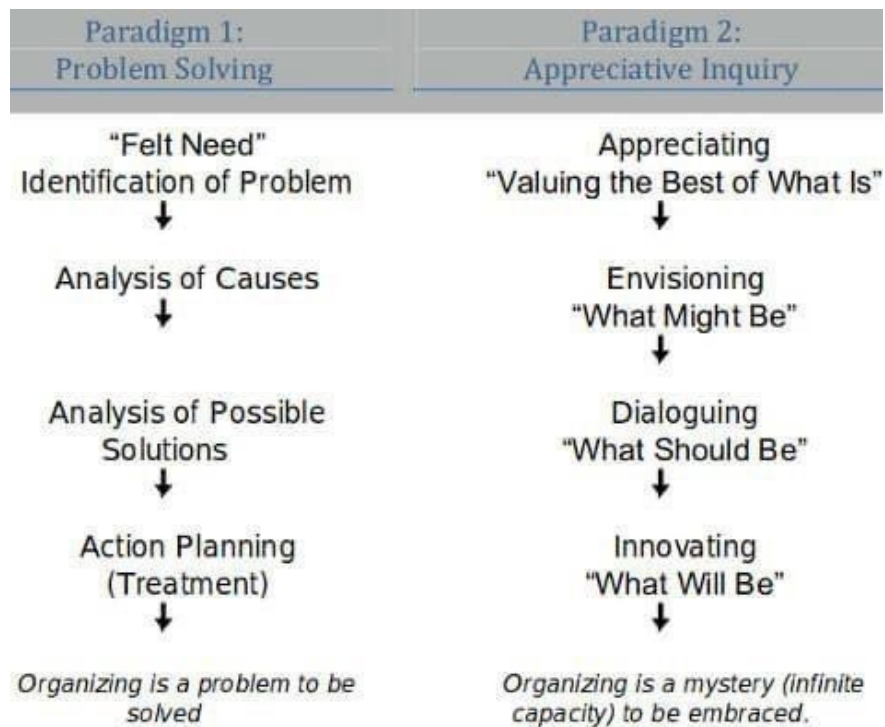 Paradigm 1:
Problem Solving
“Felt Need”
Identification of Problem
Analysis of Causes
Analysis of Possible
Solutions
Action Planning
(Treatment)
Organizing is a problem to be
solved
Paradigm 2:
Appreciative Inquiry
Appreciating
“Valuing the Best of What Is”
Envisioning
“What Might Be”
Dialoguing
“What Should Be”
Innovating
“What Will Be”
Organizing is a mystery (infinite
capacity) to be embraced.